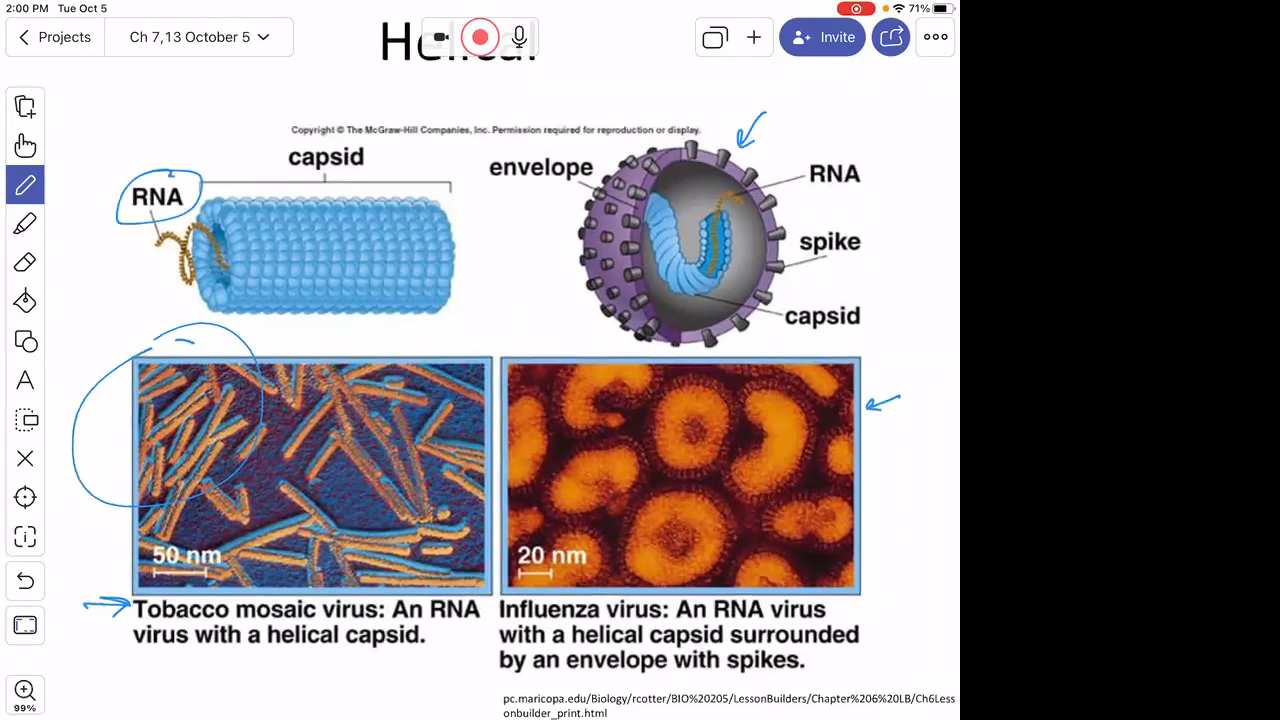 2:00 PM Tue Oct 5
71%
Projects
Ch 7,13 October 5
Helical
Invite
Copyright © The McGraw-Hill Companies, Inc. Permission required for reproduction or display.
capsid
RNA
envelope
RNA
spike
capsid
A
50 nm
20 nm
Tobacco mosaic virus: An RNA
virus with a helical capsid.
Influenza virus: An RNA virus
with a helical capsid surrounded
by an envelope with spikes.
99%
pc.maricopa.edu/Biology/rcotter/BIO%20205/LessonBuilders/Chapter%206%20LB/Ch6Less
onbuilder_print.html